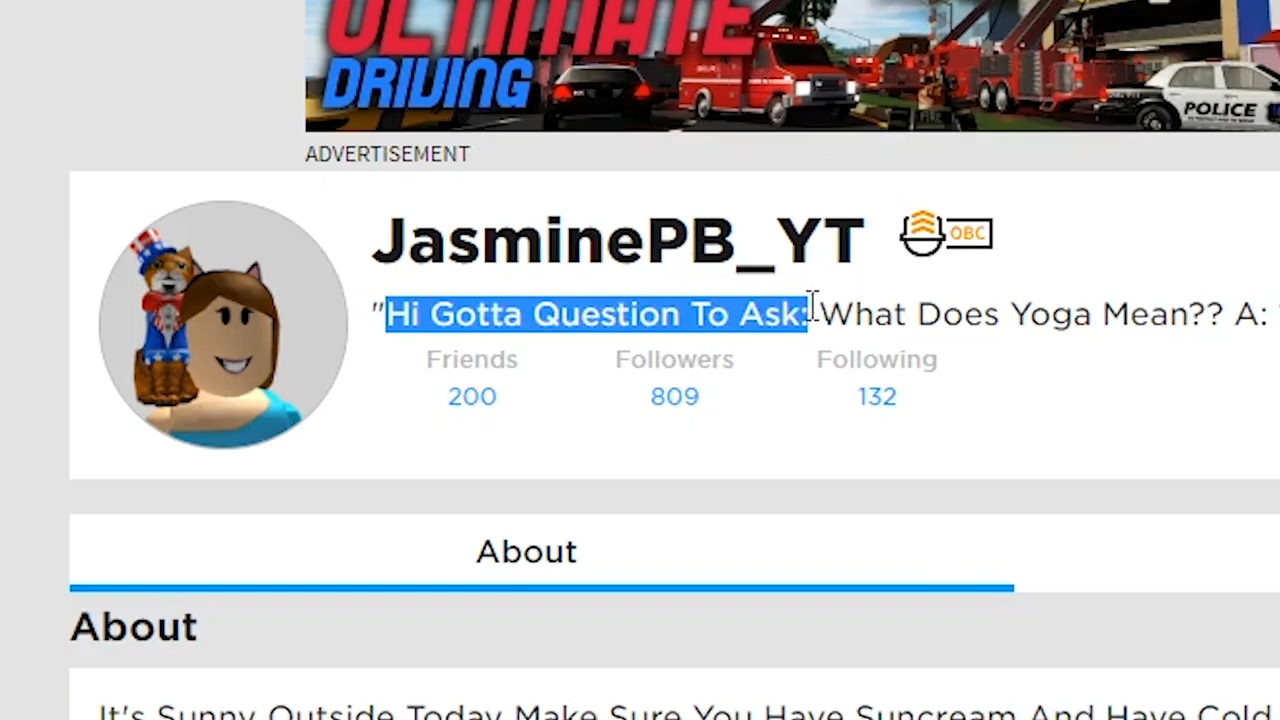 ULTIMATE
DRIVING
POLICE
FIRE
ADVERTISEMENT
JasminePB_YT OBC
"Hi Gotta Question To Ask: What Does Yoga Mean?? A:
Friends Followers Following
200 809 132
About
About
It's Sunny Outside Today Make Sure You Have Suncream And Have Cold